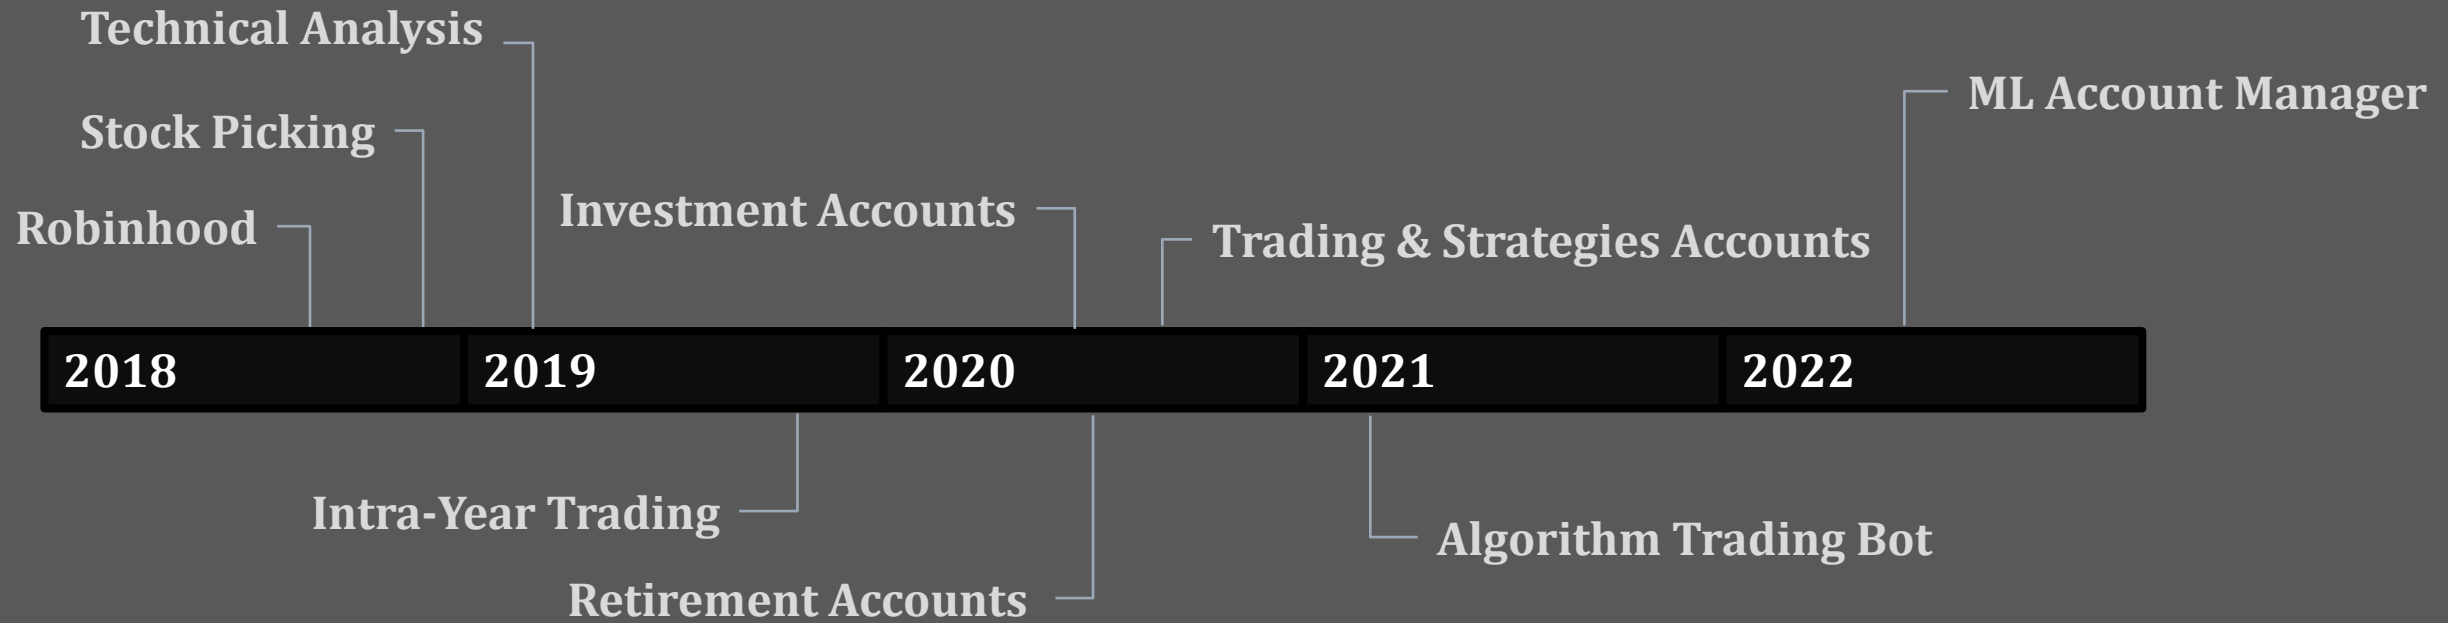 Technical Analysis
Stock Picking
Robinhood
Investment Accounts
Trading & Strategies Accounts
ML Account Manager
2018
2019
2020
2021
2022
Intra-Year Trading
Retirement Accounts
Algorithm Trading Bot